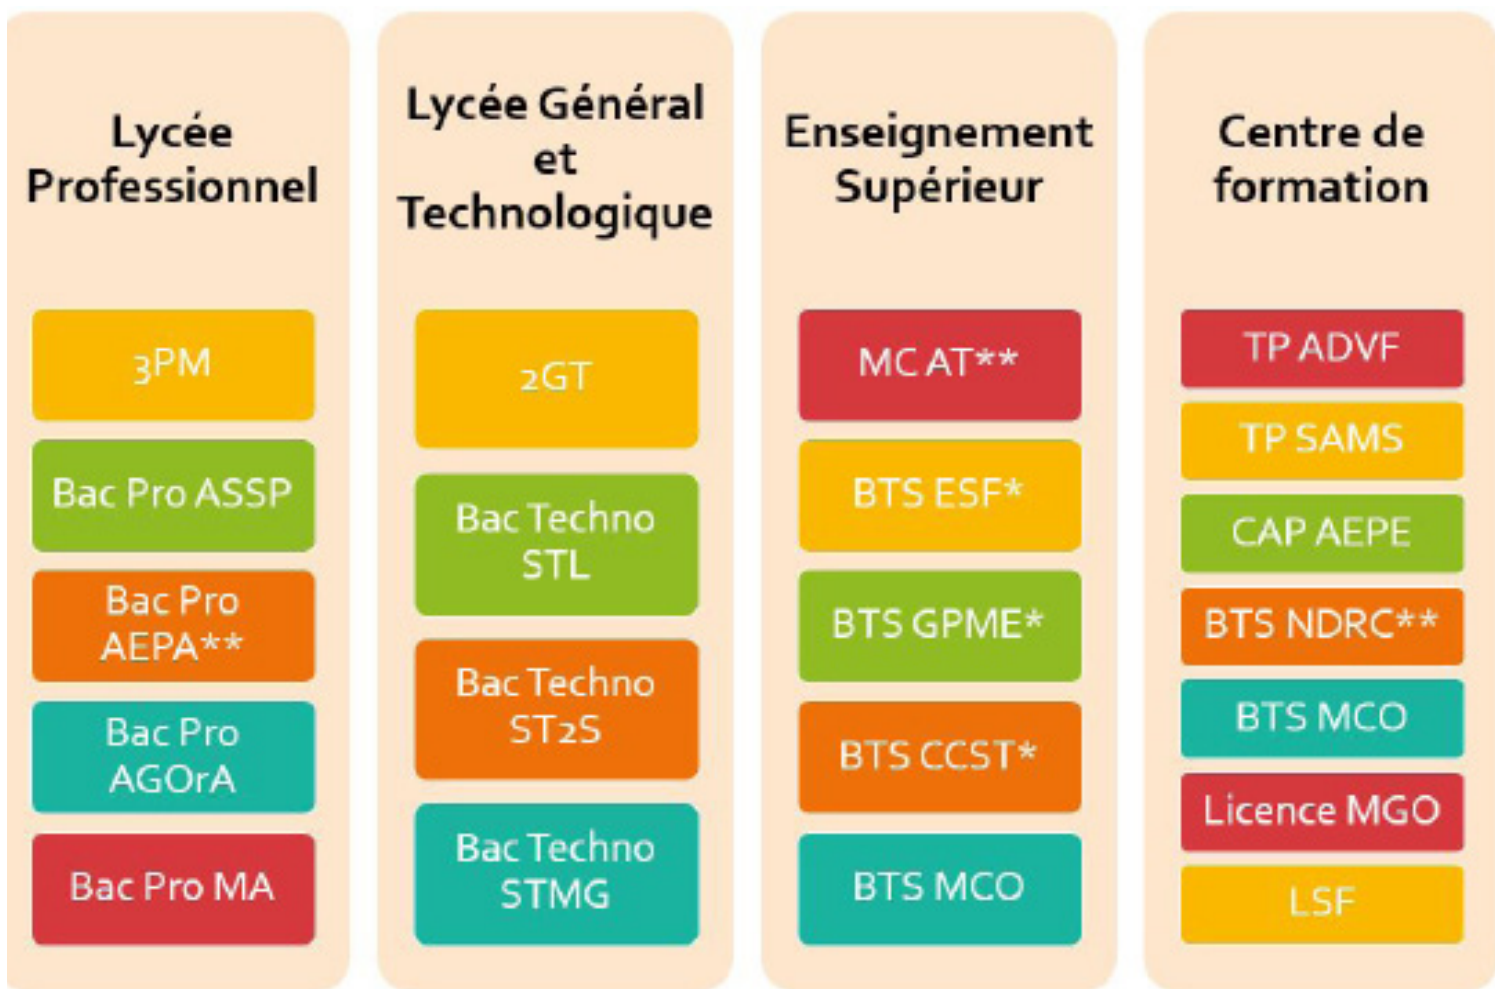 Lycée
Professionnel
3PM
Bac Pro ASSP
Bac Pro
AEPA**
Bac Pro
AGOrA
Bac Pro MA
Lycée Général
et
Technologique
2GT
Bac Techno
STL
Bac Techno
ST2S
Bac Techno
STMG
Enseignement
Supérieur
MC AT**
BTS ESF*
BTS GPME*
BTS CCST*
BTS MCO
Centre de
formation
TP ADVF
TP SAMS
CAP AEPE
BTS NDRC**
BTS MCO
Licence MGO
LSF